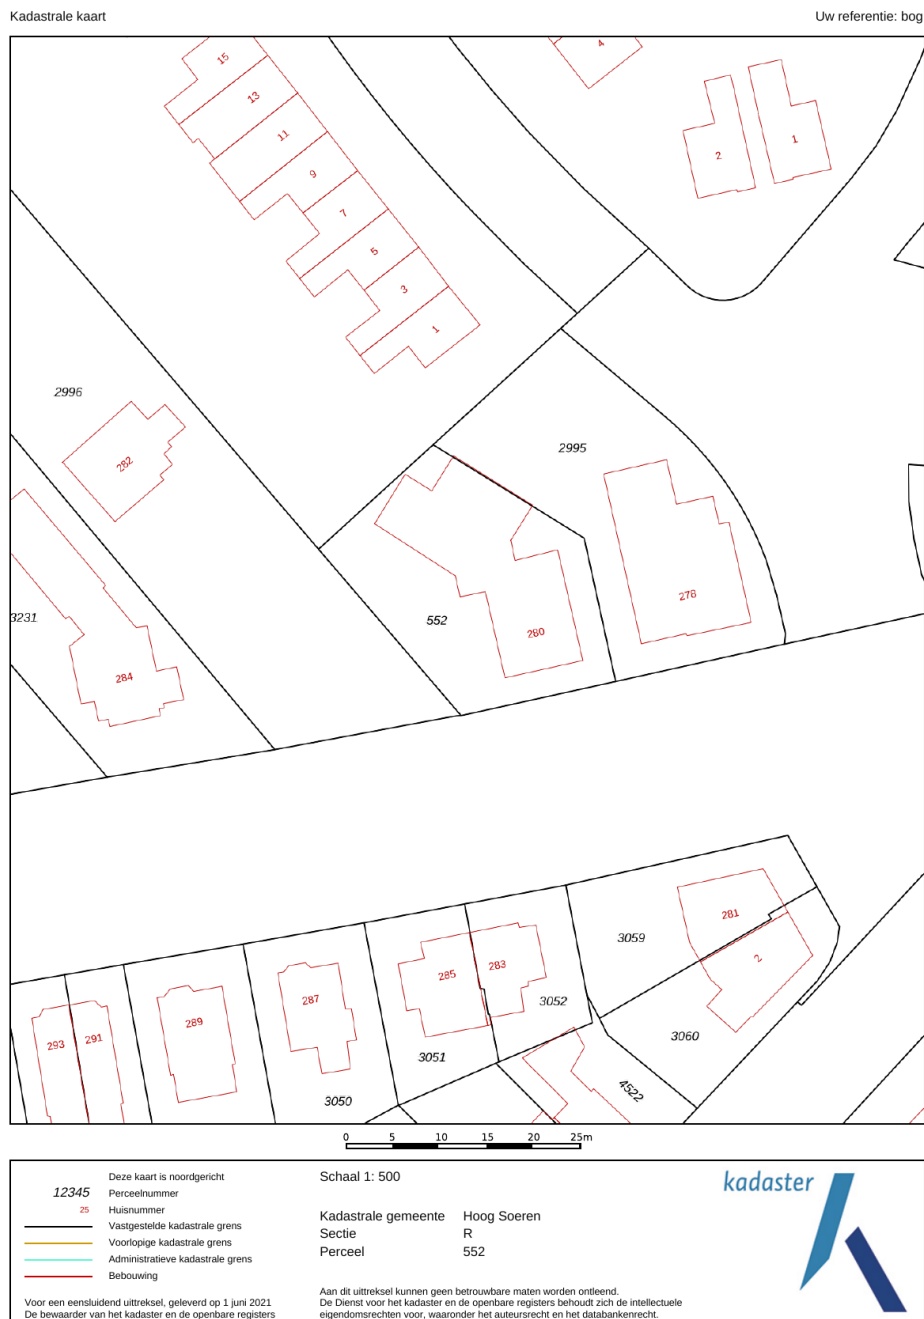 Kadastrale kaart
Uw referentie: bog
15
13
11
9
7
5
3
1
4
2
1
2996
282
2995
3231
284
552
280
278
3059
281
2
3052
283
285
3051
287
3050
289
291
293
3060
4522
0 5 10 15 20 25m
Deze kaart is noordgericht
12345 Perceelnummer
25 Huisnummer
Vastgestelde kadastrale grens
Voorlopige kadastrale grens
Administratieve kadastrale grens
Bebouwing
Voor een eensluidend uittreksel, geleverd op 1 juni 2021
De bewaarder van het kadaster en de openbare registers
Schaal 1: 500
Kadastrale gemeente Hoog Soeren
Sectie R
Perceel 552
Aan dit uittreksel kunnen geen betrouwbare maten worden ontleend.
De Dienst voor het kadaster en de openbare registers behoudt zich de intellectuele
eigendomsrechten voor, waaronder het auteursrecht en het databankenrecht.
kadaster